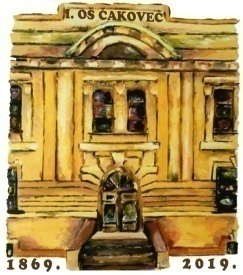 I. OŠ ČAKOVEC
1869. 2019.